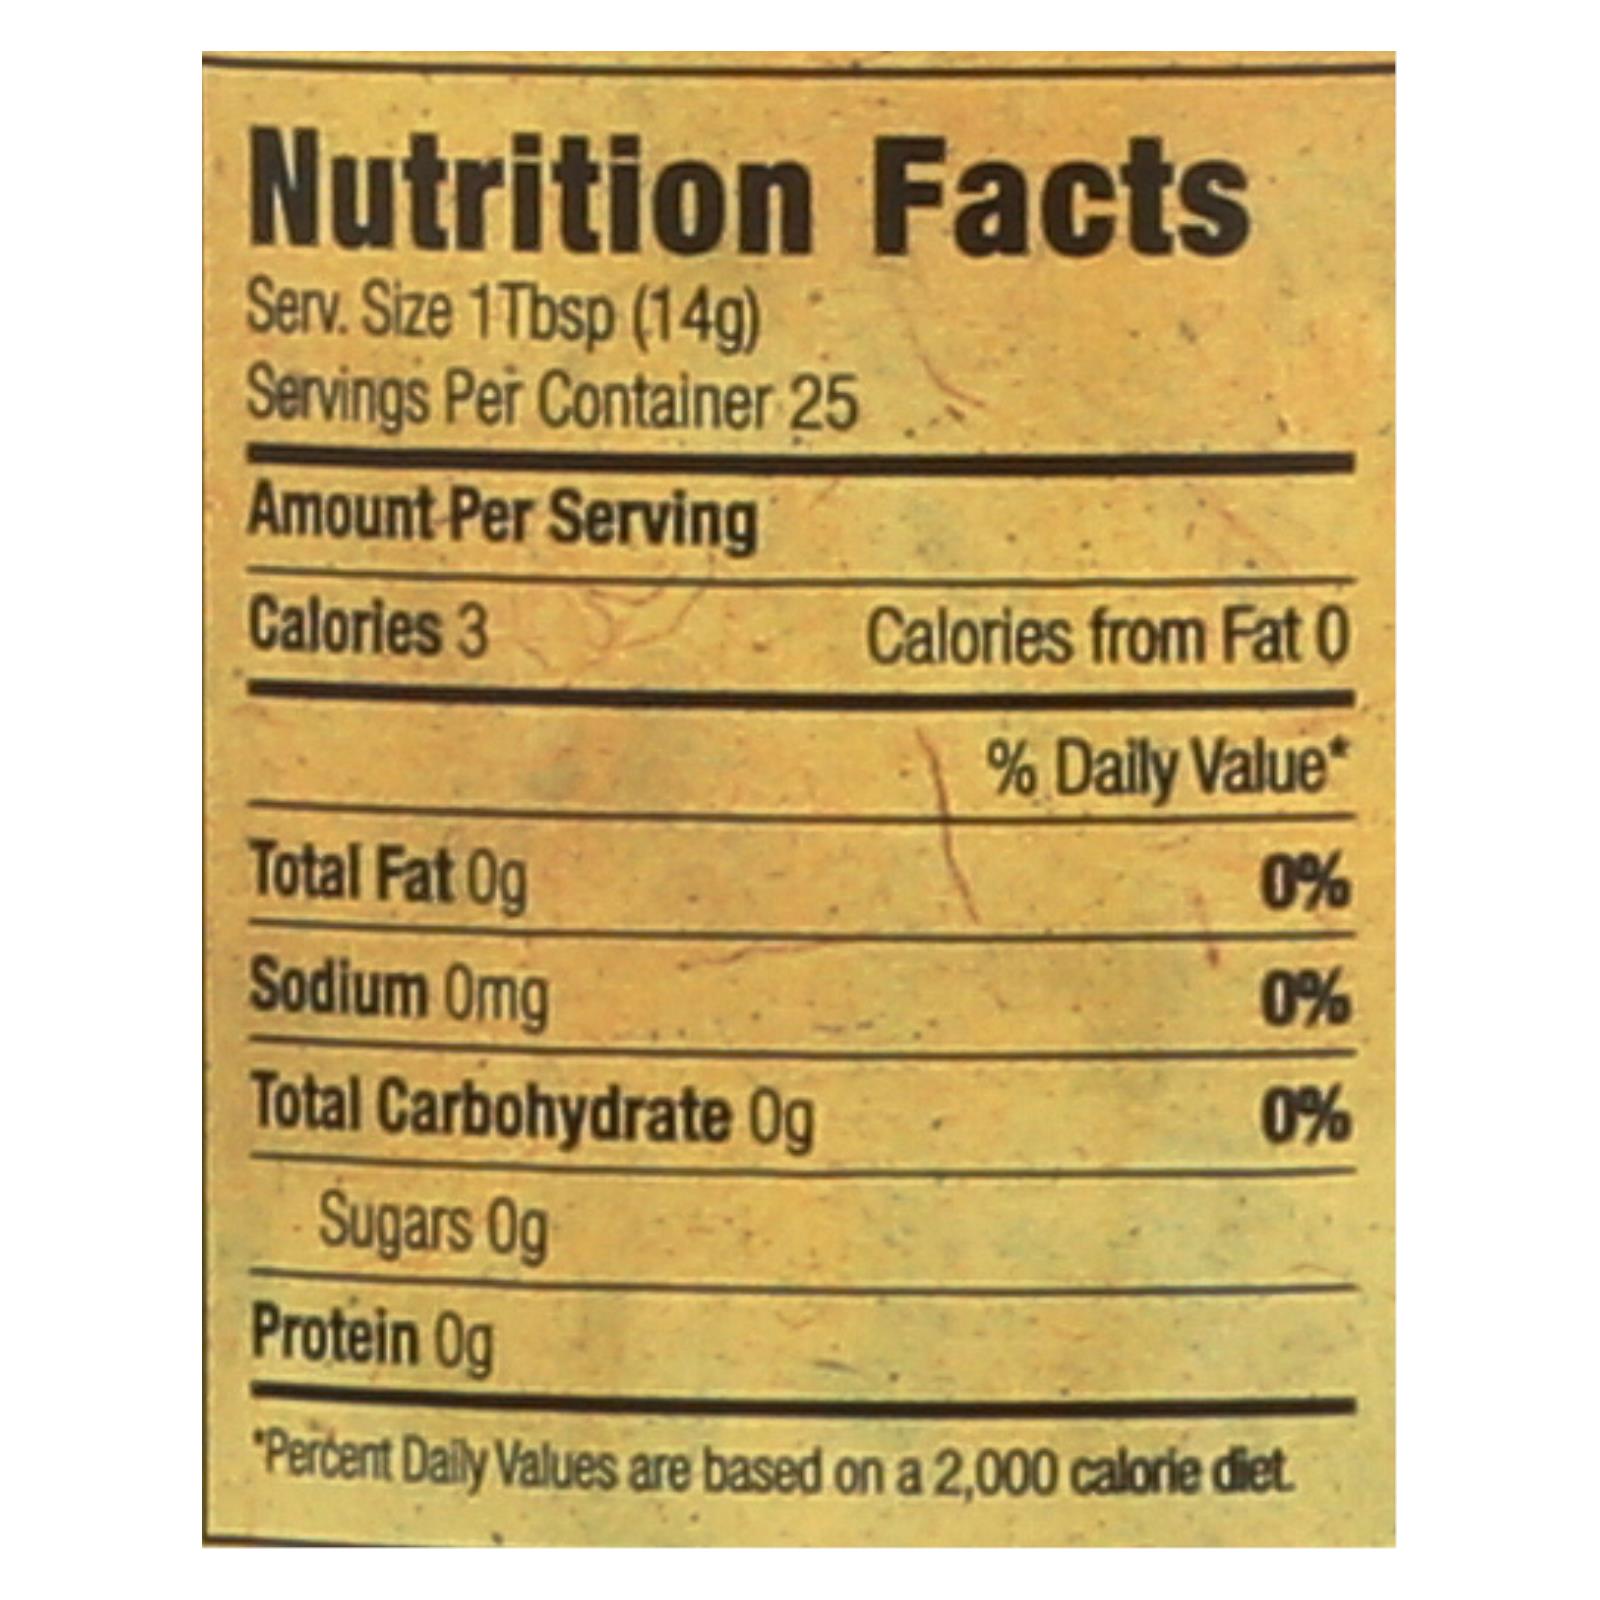 Nutrition Facts
Serv. Size 1Tbsp (14g)
Servings Per Container 25
Amount Per Serving
Calories 3 Calories from Fat 0
% Daily Value*
Total Fat 0g 0%
Sodium 0mg 0%
Total Carbohydrate 0g 0%
Sugars 0g
Protein 0g
*Percent Daily Values are based on a 2,000 calorie diet.